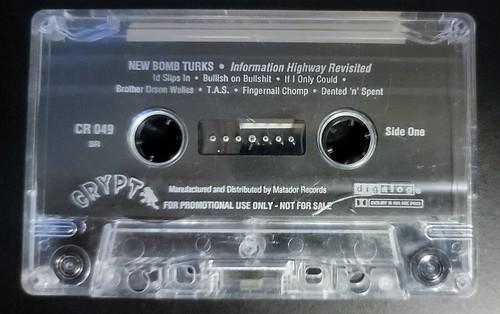 NEW BOMB TURKS • Information Highway Revisited
Id Slips In • Bullish on Bullshit • If I Only Could •
Brother Orson Welles • T.A.S. • Fingernail Chomp • Dented 'n' Spent
CR 049
SR
Side One
CRYPT
Manufactured and Distributed by Matador Records
digalog
FOR PROMOTIONAL USE ONLY - NOT FOR SALE